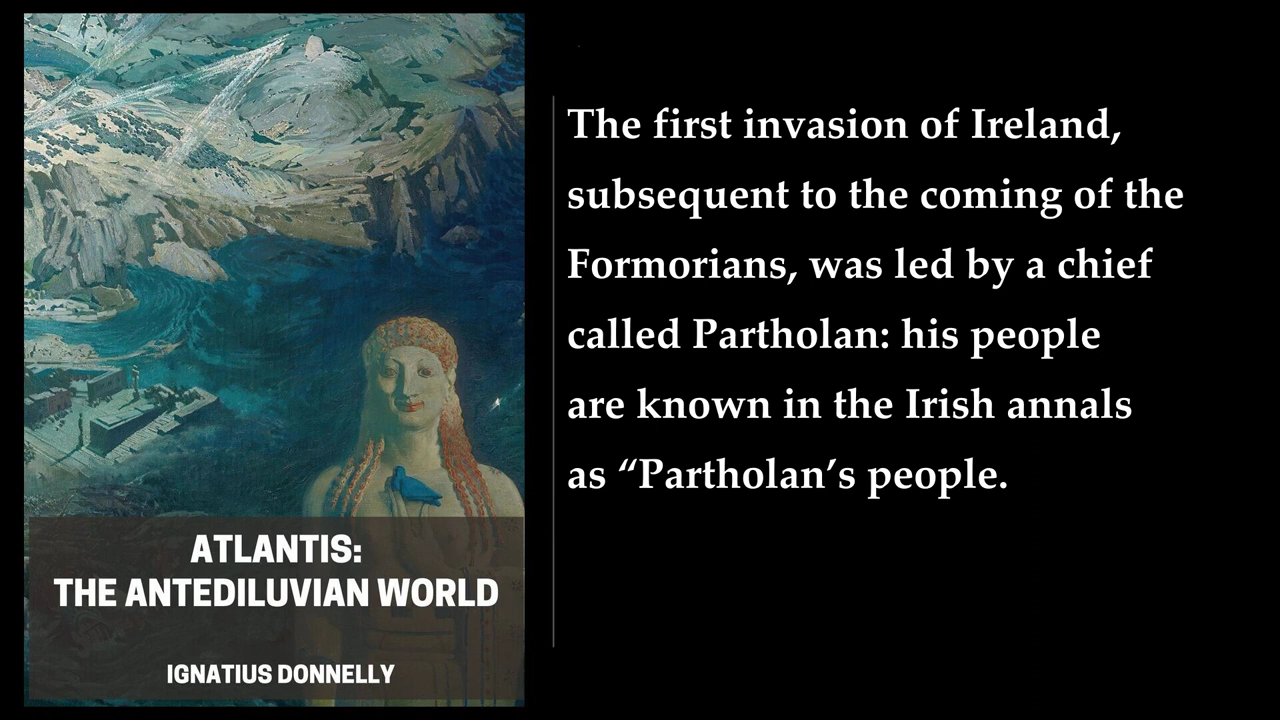 The first invasion of Ireland,
subsequent to the coming of the
Formorians, was led by a chief
called Partholan: his people
are known in the Irish annals
as “Partholan’s people.
ATLANTIS:
THE ANTEDILUVIAN WORLD
IGNATIUS DONNELLY